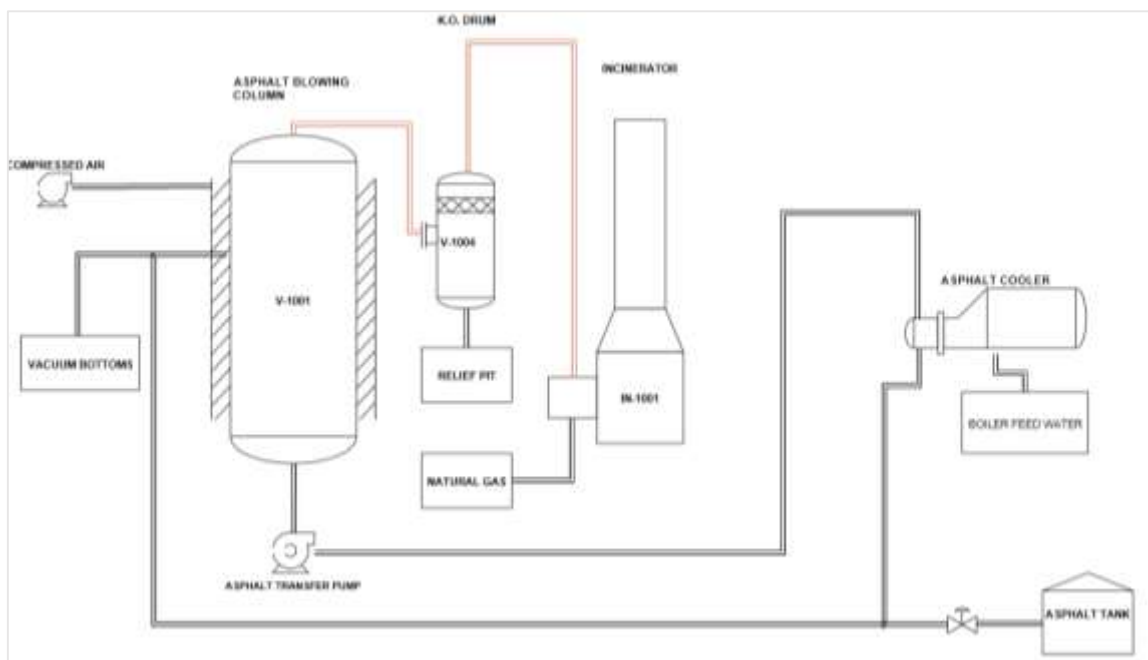 K.O. DRUM
INCINERATOR
ASPHALT BLOWING
COLUMN
COMPRESSED AIR
V-1004
ASPHALT COOLER
V-1001
VACUUM BOTTOMS
RELIEF PIT
IN-1001
BOILER FEED WATER
NATURAL GAS
ASPHALT TRANSFER PUMP
ASPHALT TANK